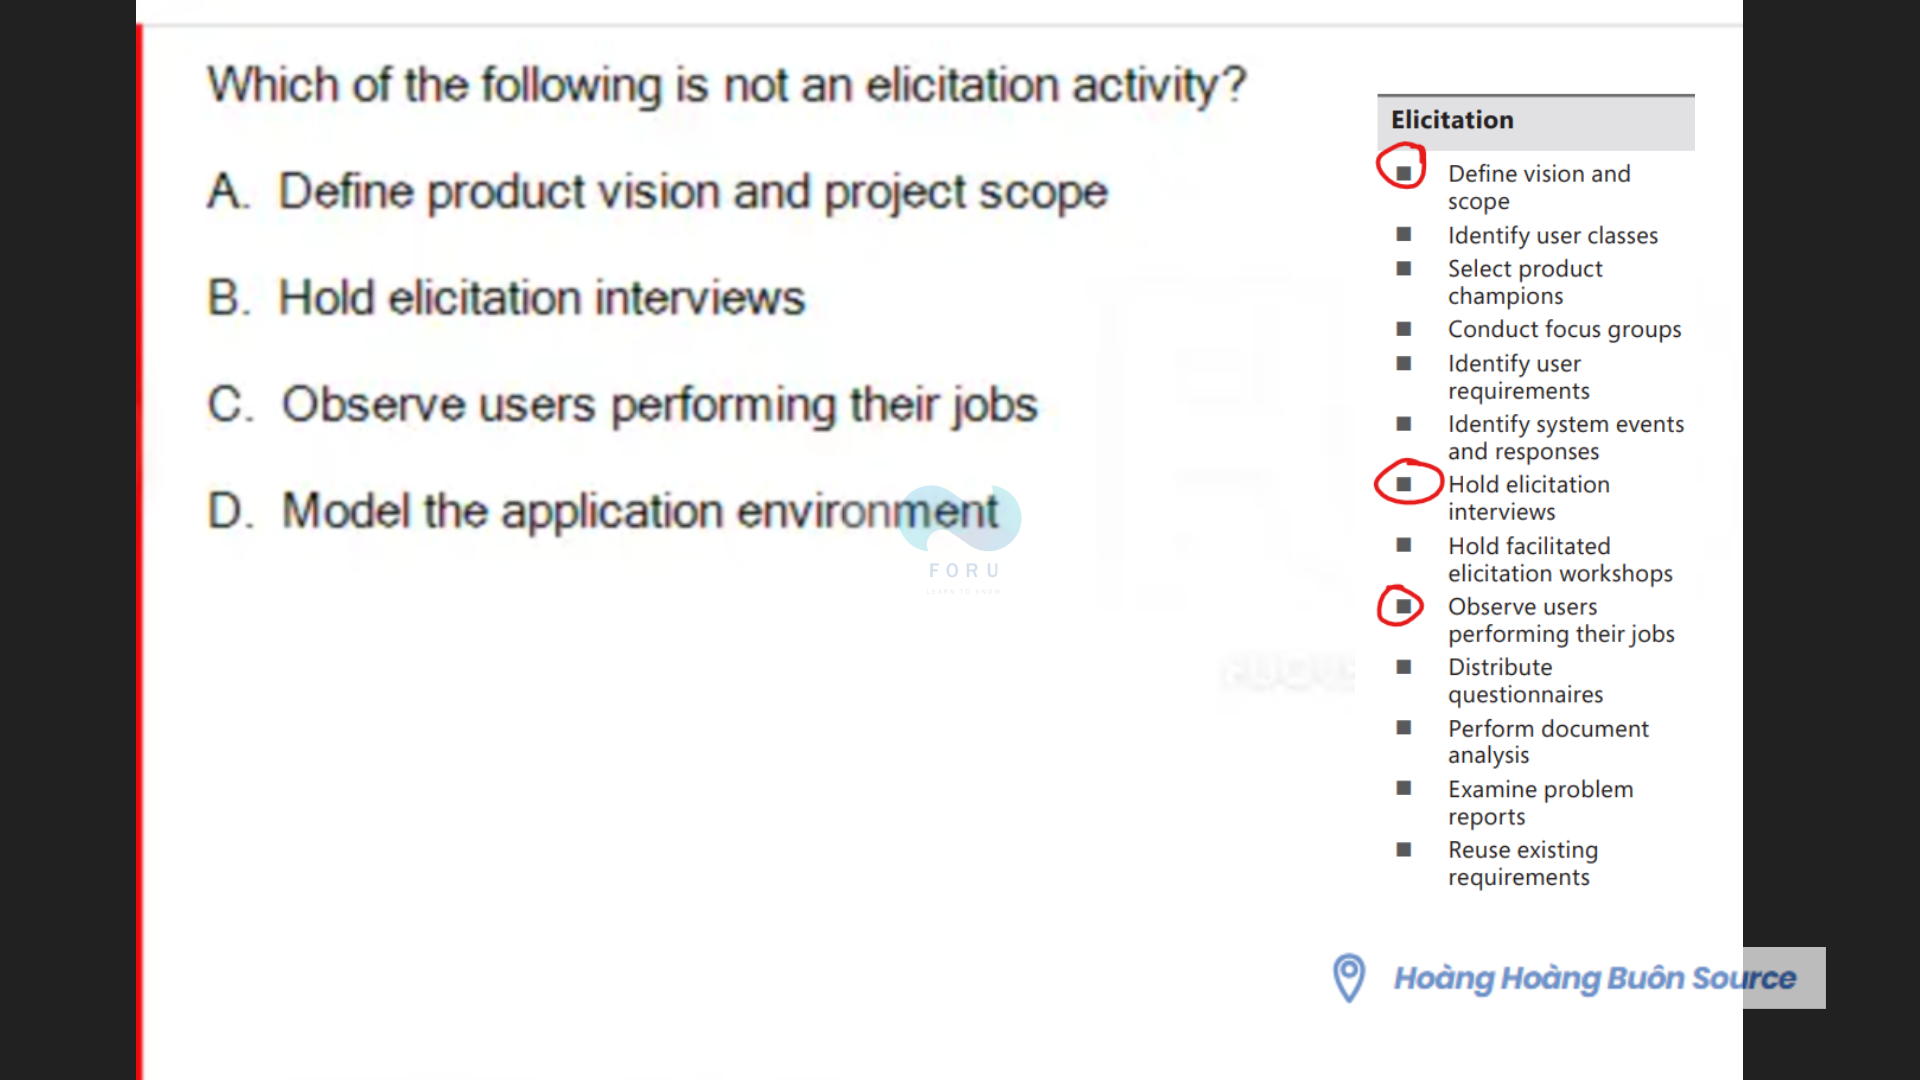 Which of the following is not an elicitation activity?
A. Define product vision and project scope
B. Hold elicitation interviews
C. Observe users performing their jobs
D. Model the application environment
FORU
LEARN TO KNOW
Elicitation
■ Define vision and
scope
■ Identify user classes
■ Select product
champions
■ Conduct focus groups
■ Identify user
requirements
■ Identify system events
and responses
■ Hold elicitation
interviews
■ Hold facilitated
elicitation workshops
■ Observe users
performing their jobs
■ Distribute
questionnaires
■ Perform document
analysis
■ Examine problem
reports
■ Reuse existing
requirements
Hoàng Hoàng Buôn Source